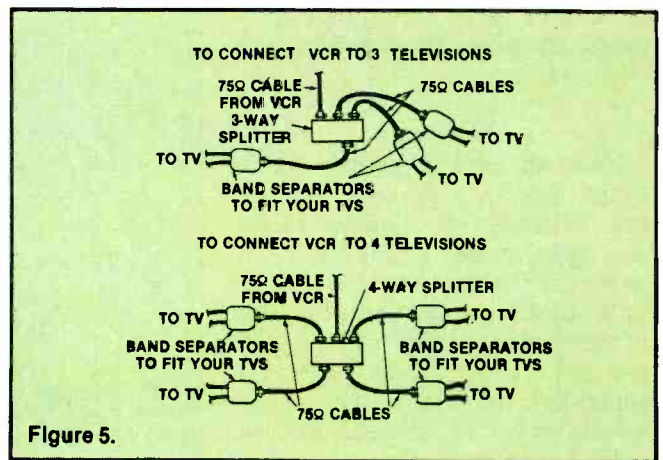 TO CONNECT VCR TO 3 TELEVISIONS
75Ω CABLE
FROM VCR
3-WAY
SPLITTER
75Ω CABLES
TO TV
TO TV
TO TV
BAND SEPARATORS
TO FIT YOUR TVS
TO CONNECT VCR TO 4 TELEVISIONS
75Ω CABLE
FROM VCR
4-WAY SPLITTER
TO TV
TO TV
BAND SEPARATORS
TO FIT YOUR TVS
BAND SEPARATORS
TO FIT YOUR TVS
TO TV
TO TV
75Ω CABLES
Figure 5.